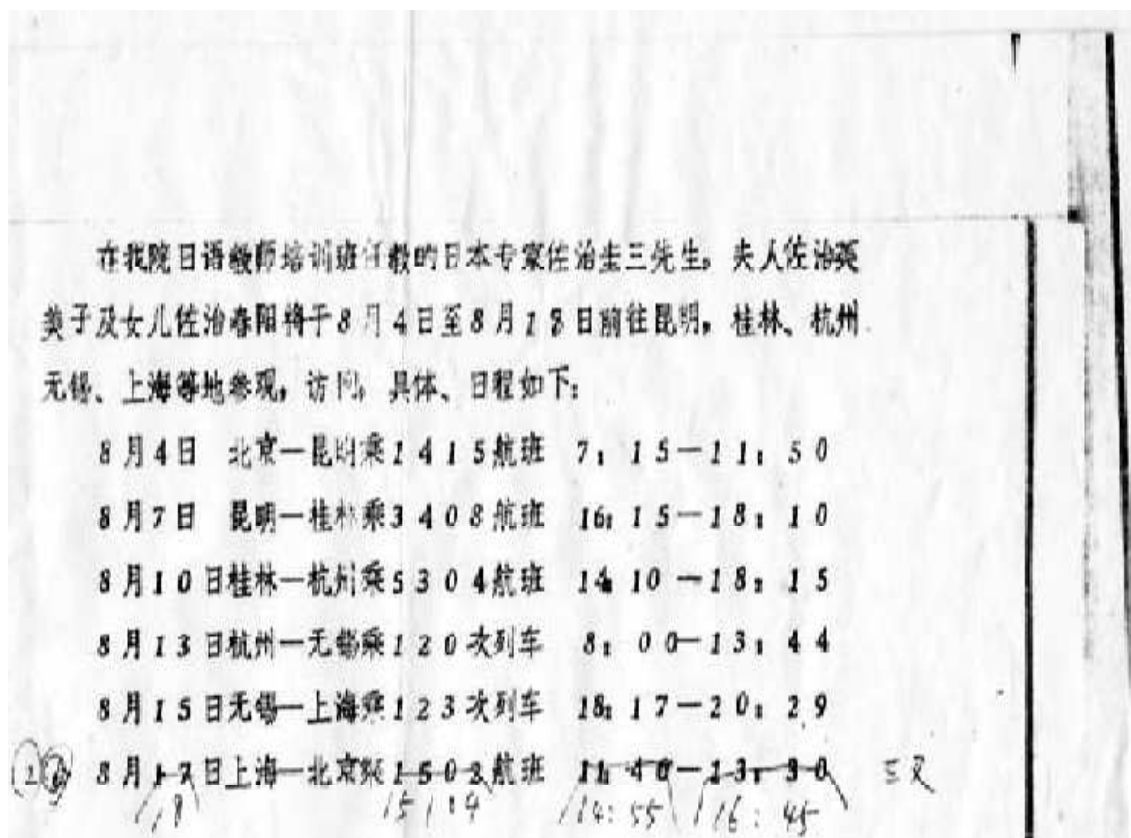 在我院日语教师培训班任教的日本专家佐治圭三先生，夫人佐治英
美子及女儿佐治春阳将于8月4日至8月18日前往昆明，桂林、杭州
无锡、上海等地参观，访问，具体、日程如下：
8月4日 北京—昆明乘1415航班 7：15—11：50
8月7日 昆明—桂林乘3408航班 16：15—18：10
8月10日桂林—杭州乘5304航班 14：10—18：15
8月13日杭州—无锡乘120次列车 8：00—13：44
8月15日无锡—上海乘123次列车 18：17—20：29
8月17日上海—北京乘1502航班 11：40—13：30
18 14：55 16：45